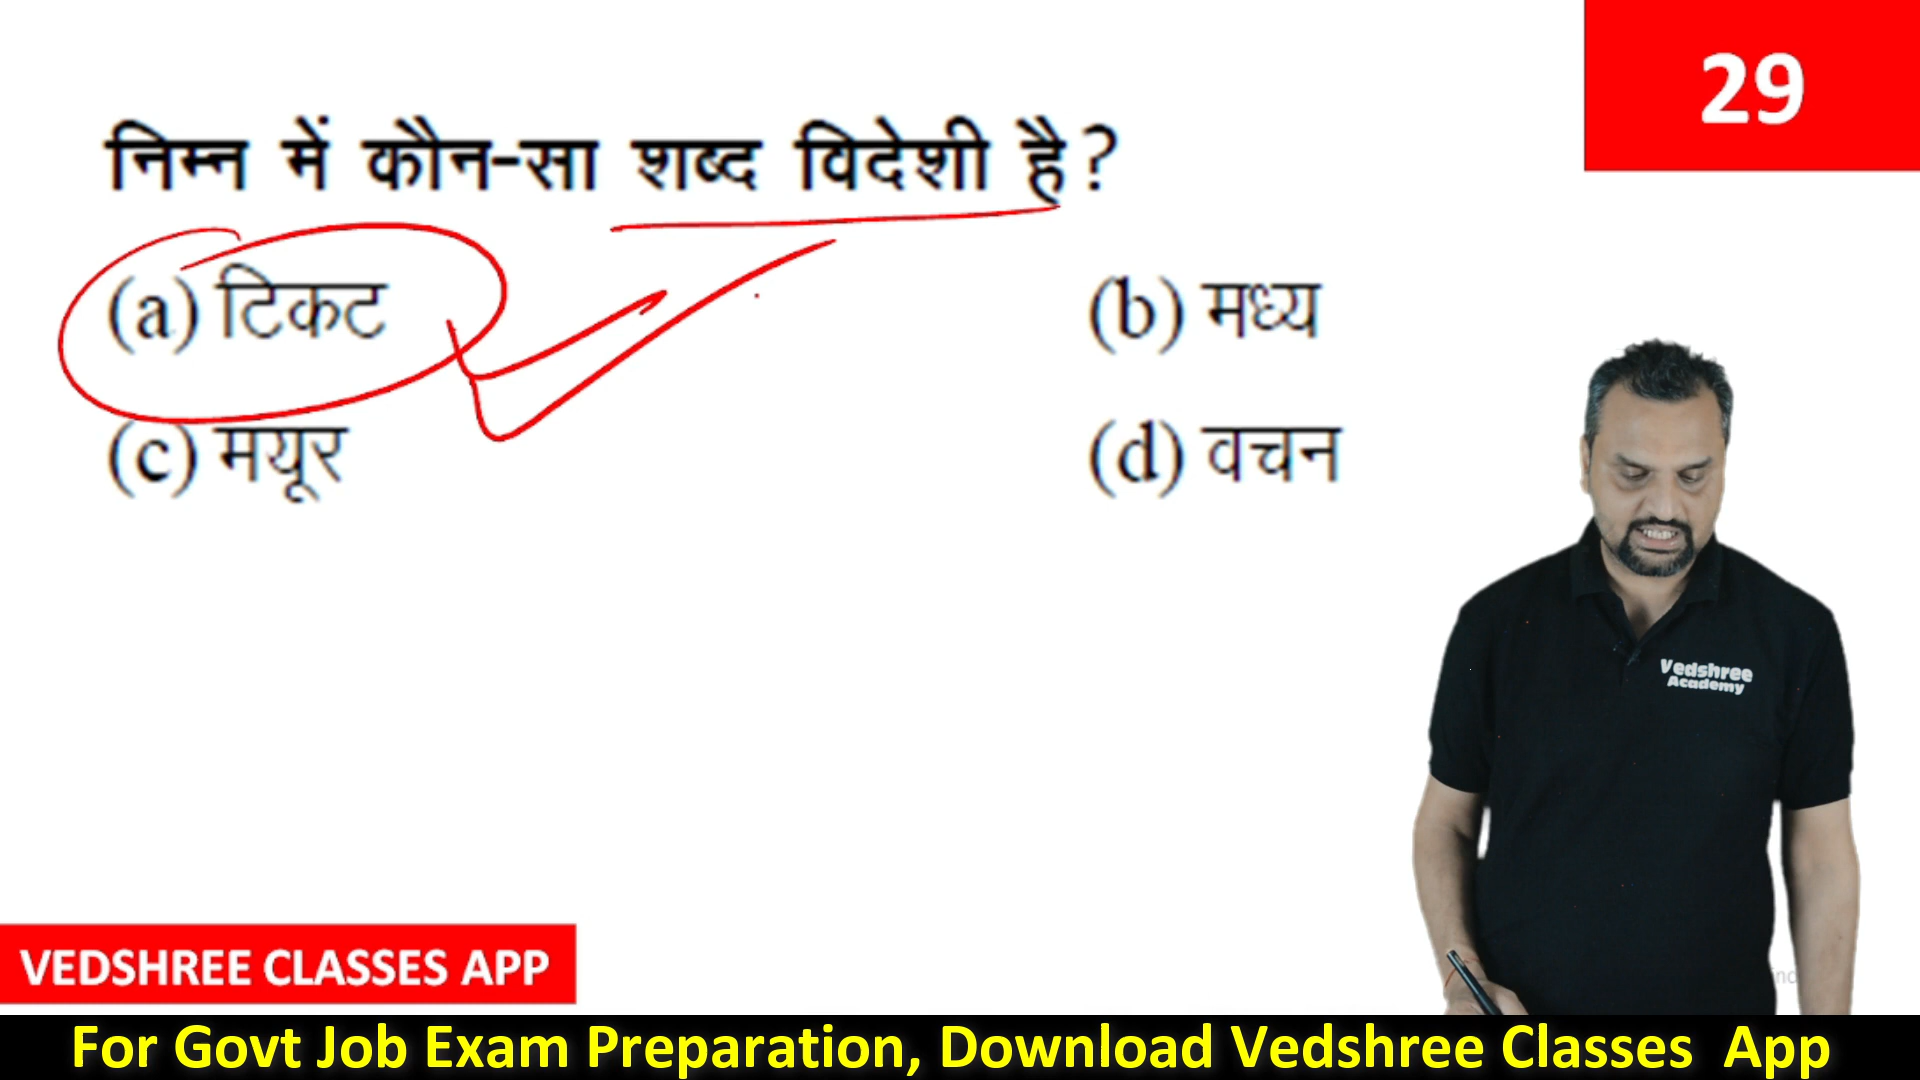 29
निम्न में कौन-सा शब्द विदेशी है?
(a) टिकट
(b) मध्य
(c) मयूर
(d) वचन
Vedshree
Academy
VEDSHREE CLASSES APP
For Govt Job Exam Preparation, Download Vedshree Classes App